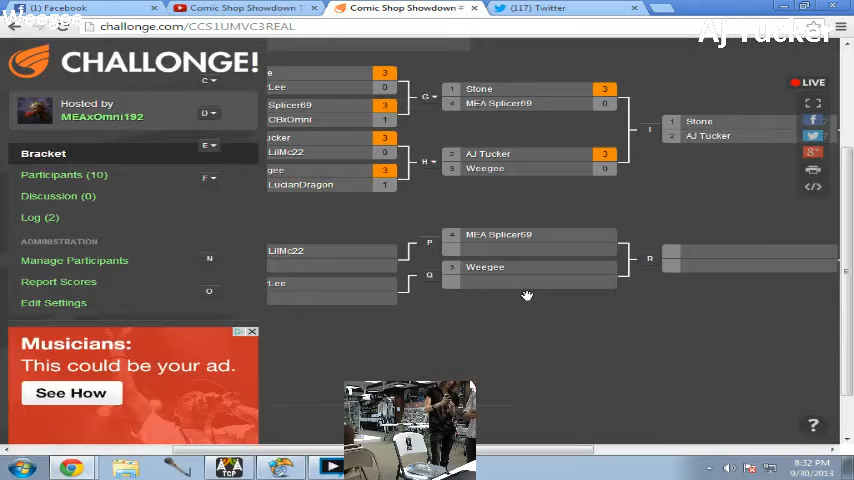 (1) Facebook
Comic Shop Showdown T
Comic Shop Showdown #
(117) Twitter
Weegee
challonge.com/CCS1UMVC3REAL
AJ Tucker
CHALLONGE!
Hosted by
MEAxOmni192
Bracket
Participants (10)
Discussion (0)
Log (2)
ADMINISTRATION
Manage Participants
Report Scores
Edit Settings
Musicians:
This could be your ad.
See How
C
D
E
F
N
O
e 3
Lee 0
Splicer69 3
CBxOmni 1
ucker 3
LilMc22 0
gee 3
LucianDragon 1
G
1 Stone 3
4 MEA Splicer69 0
H
2 AJ Tucker 3
3 Weegee 0
I
1 Stone
2 AJ Tucker
LilMc22
Lee
P
4 MEA Splicer69
Q
3 Weegee
R
LIVE
?
TCP
8:32 PM
9/30/2013